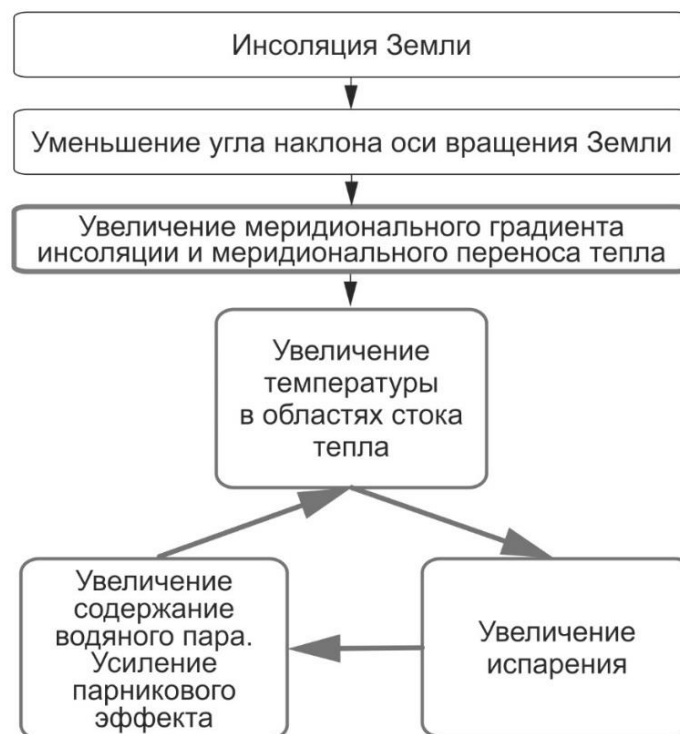 Инсоляция Земли
Уменьшение угла наклона оси вращения Земли
Увеличение меридионального градиента
инсоляции и меридионального переноса тепла
Увеличение
температуры
в областях стока
тепла
Увеличение
содержание
водяного пара.
Усиление
парникового
эффекта
Увеличение
испарения